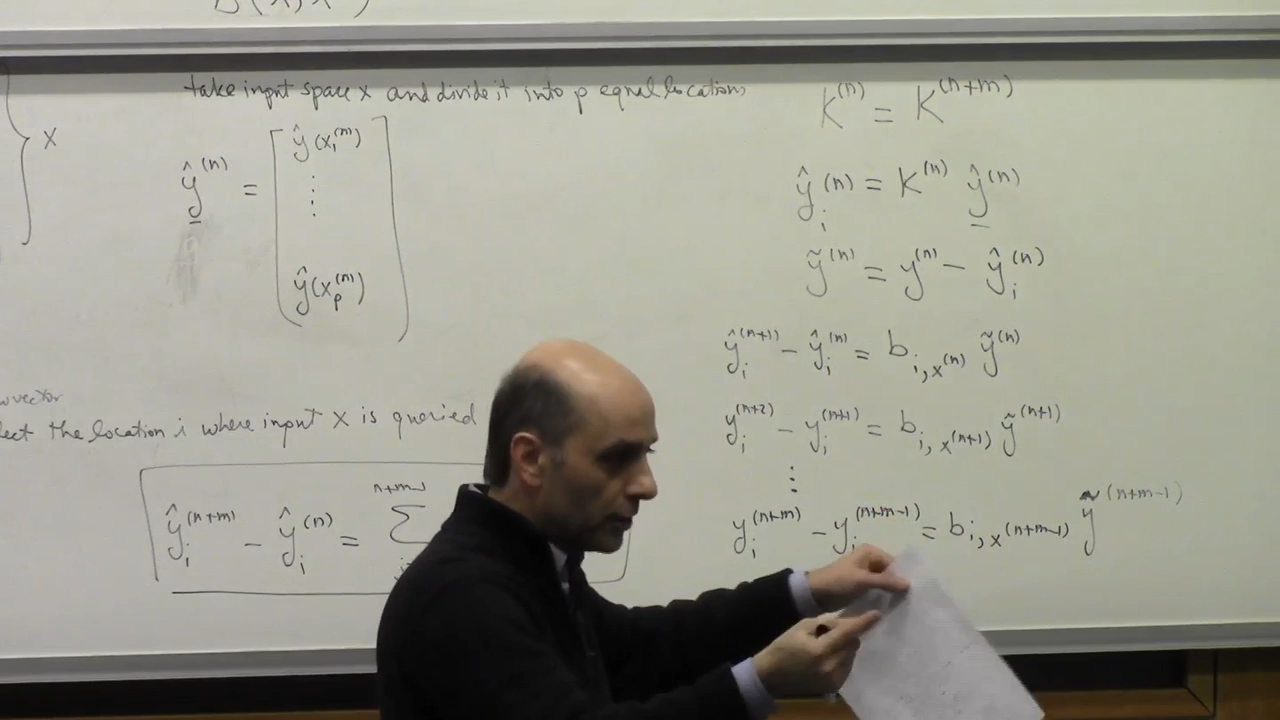 B(x,x
take input space x and divide it into p equal locations
} x
ŷ^(n) = [ ŷ(x₁^(n))
⋮
ŷ(x_p^(n)) ]
vector
lect the location i where input x is queried
ŷ_i^(n+m) - ŷ_i^(n) = Σ^(n+m-1)
K^(n) = K^(n+m)
ŷ_i^(n) = K^(n) ŷ^(n)
ỹ^(n) = y^(n) - ŷ_i^(n)
ŷ_i^(n+1) - ŷ_i^(n) = b_{i,x^(n)} ỹ^(n)
y_i^(n+2) - y_i^(n+1) = b_{i,x^(n+1)} ỹ^(n+1)
⋮
y_i^(n+m) - y_i^(n+m-1) = b_{i,x^(n+m-1)} ỹ^(n+m-1)